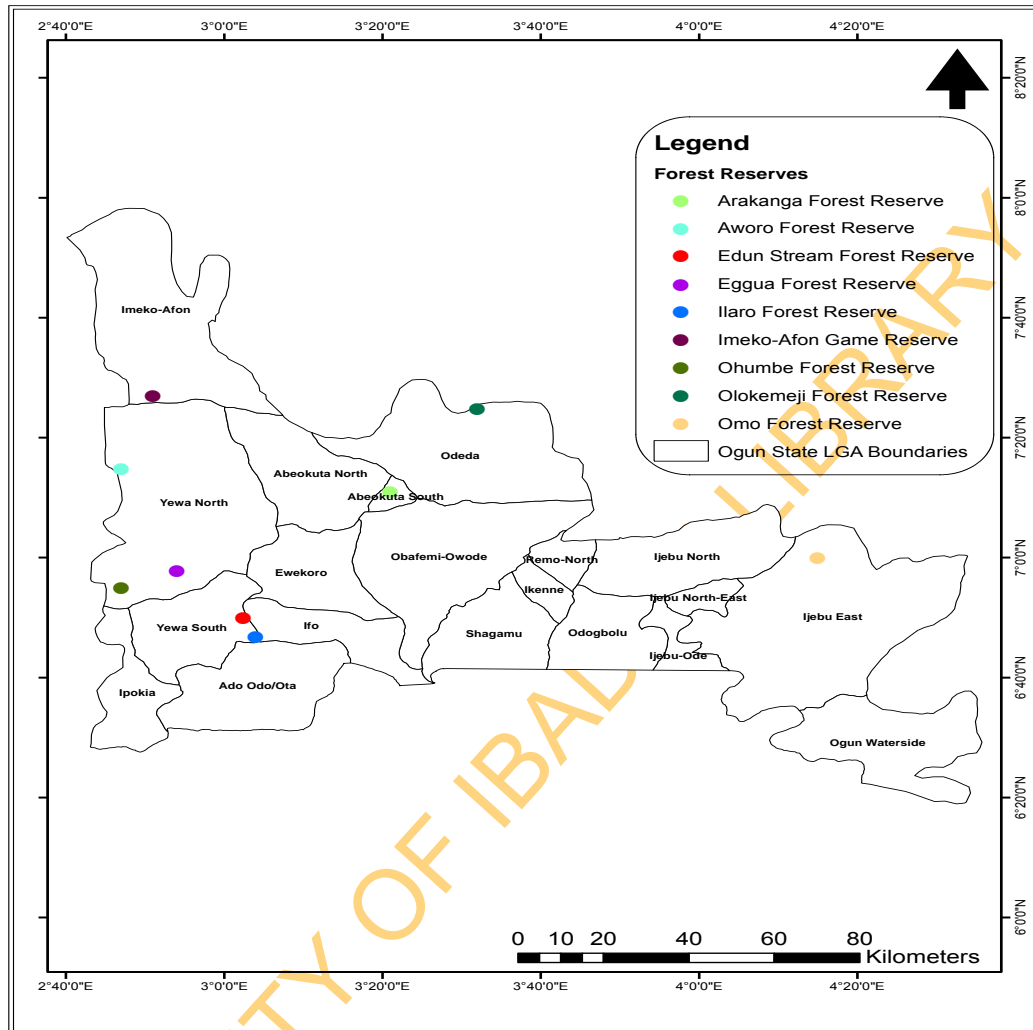 2°40'0"E 3°0'0"E 3°20'0"E 3°40'0"E 4°0'0"E 4°20'0"E
8°20'0"N
8°0'0"N
7°40'0"N
7°20'0"N
7°0'0"N
6°40'0"N
6°20'0"N
6°0'0"N
Legend
Forest Reserves
Arakanga Forest Reserve
Aworo Forest Reserve
Edun Stream Forest Reserve
Eggua Forest Reserve
Ilaro Forest Reserve
Imeko-Afon Game Reserve
Ohumbe Forest Reserve
Olokemeji Forest Reserve
Omo Forest Reserve
Ogun State LGA Boundaries
Imeko-Afon
Odeda
Abeokuta North
Abeokuta South
Yewa North
Obafemi-Owode
Remo-North
Ijebu North
Ewekoro
Ikenne
Ijebu North-East
Ijebu East
Yewa South
Ifo
Shagamu
Odogbolu
Ijebu-Ode
Ipokia
Ado Odo/Ota
Ogun Waterside
0 10 20 40 60 80
Kilometers
2°40'0"E 3°0'0"E 3°20'0"E 3°40'0"E 4°0'0"E 4°20'0"E
TY OF IBAD LIBRARY